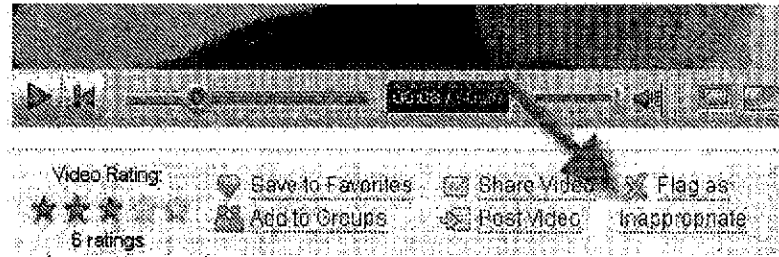 Video Rating:
Save to Favorites
Share Video
Flag as
Add to Groups
Post Video
Inappropriate
6 ratings